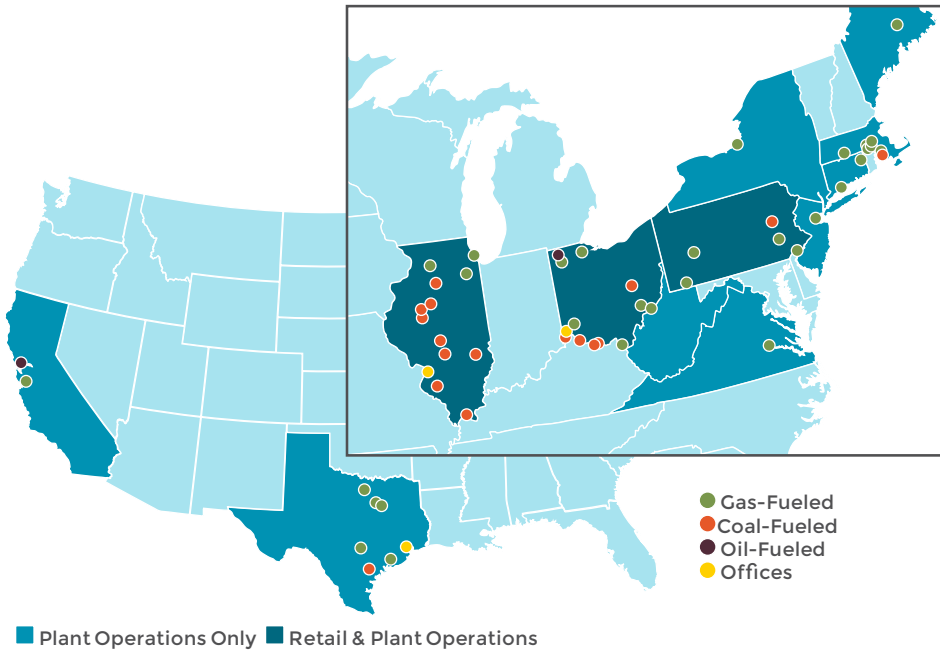 Gas-Fueled
Coal-Fueled
Oil-Fueled
Offices
Plant Operations Only
Retail & Plant Operations